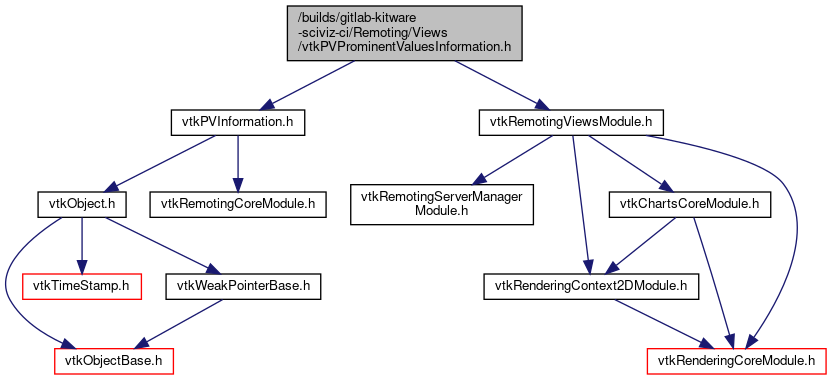 /builds/gitlab-kitware
-sciviz-ci/Remoting/Views
/vtkPVProminentValuesInformation.h
vtkPVInformation.h
vtkRemotingViewsModule.h
vtkObject.h
vtkRemotingCoreModule.h
vtkRemotingServerManager
Module.h
vtkChartsCoreModule.h
vtkTimeStamp.h
vtkWeakPointerBase.h
vtkRenderingContext2DModule.h
vtkObjectBase.h
vtkRenderingCoreModule.h